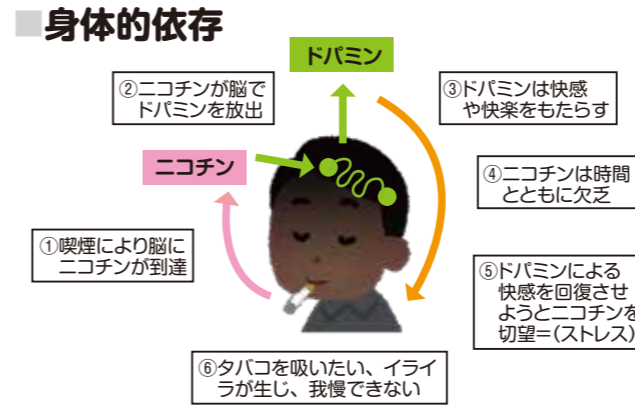 ■身体的依存
ドパミン
②ニコチンが脳で
ドパミンを放出
③ドパミンは快感
や快楽をもたらす
ニコチン
④ニコチンは時間
とともに欠乏
①喫煙により脳に
ニコチンが到達
⑤ドパミンによる
快感を回復させ
ようとニコチンを
切望=(ストレス)
⑥タバコを吸いたい、イライ
ラが生じ、我慢できない